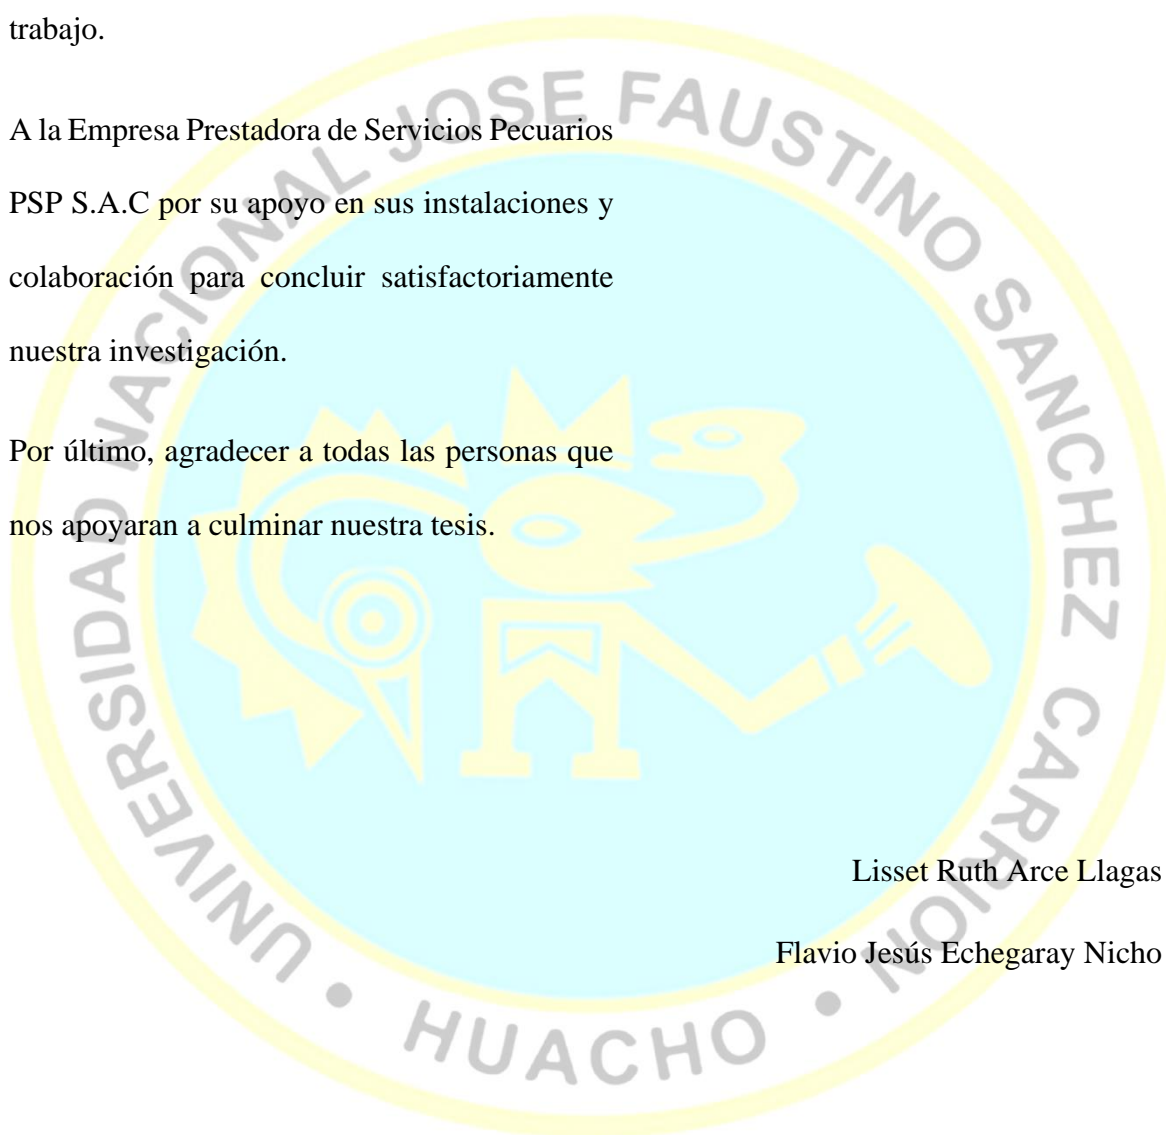 trabajo.
A la Empresa Prestadora de Servicios Pecuarios
PSP S.A.C por su apoyo en sus instalaciones y
colaboración para concluir satisfactoriamente
nuestra investigación.
Por último, agradecer a todas las personas que
nos apoyaran a culminar nuestra tesis.
Lisset Ruth Arce Llagas
Flavio Jesús Echegaray Nicho
UNIVERSIDAD NACIONAL JOSE FAUSTINO SANCHEZ CARRION
• HUACHO •